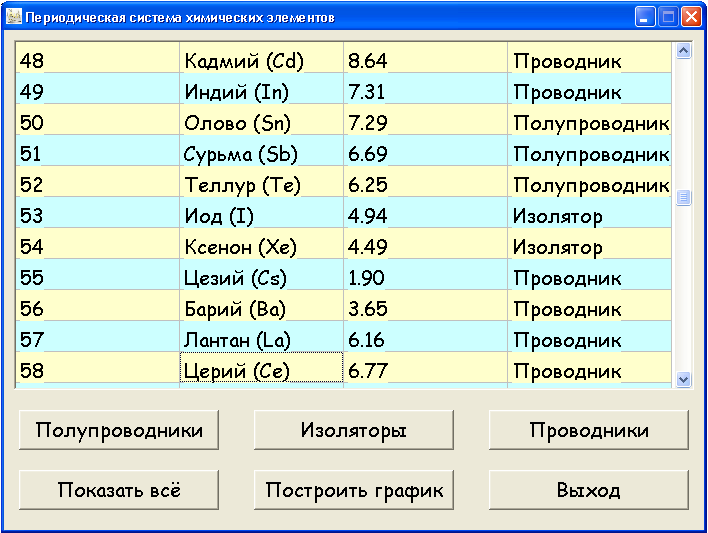 Периодическая система химических элементов
48 Кадмий (Cd) 8.64 Проводник
49 Индий (In) 7.31 Проводник
50 Олово (Sn) 7.29 Полупроводник
51 Сурьма (Sb) 6.69 Полупроводник
52 Теллур (Te) 6.25 Полупроводник
53 Иод (I) 4.94 Изолятор
54 Ксенон (Xe) 4.49 Изолятор
55 Цезий (Cs) 1.90 Проводник
56 Барий (Ba) 3.65 Проводник
57 Лантан (La) 6.16 Проводник
58 Церий (Ce) 6.77 Проводник
Полупроводники Изоляторы Проводники
Показать всё Построить график Выход